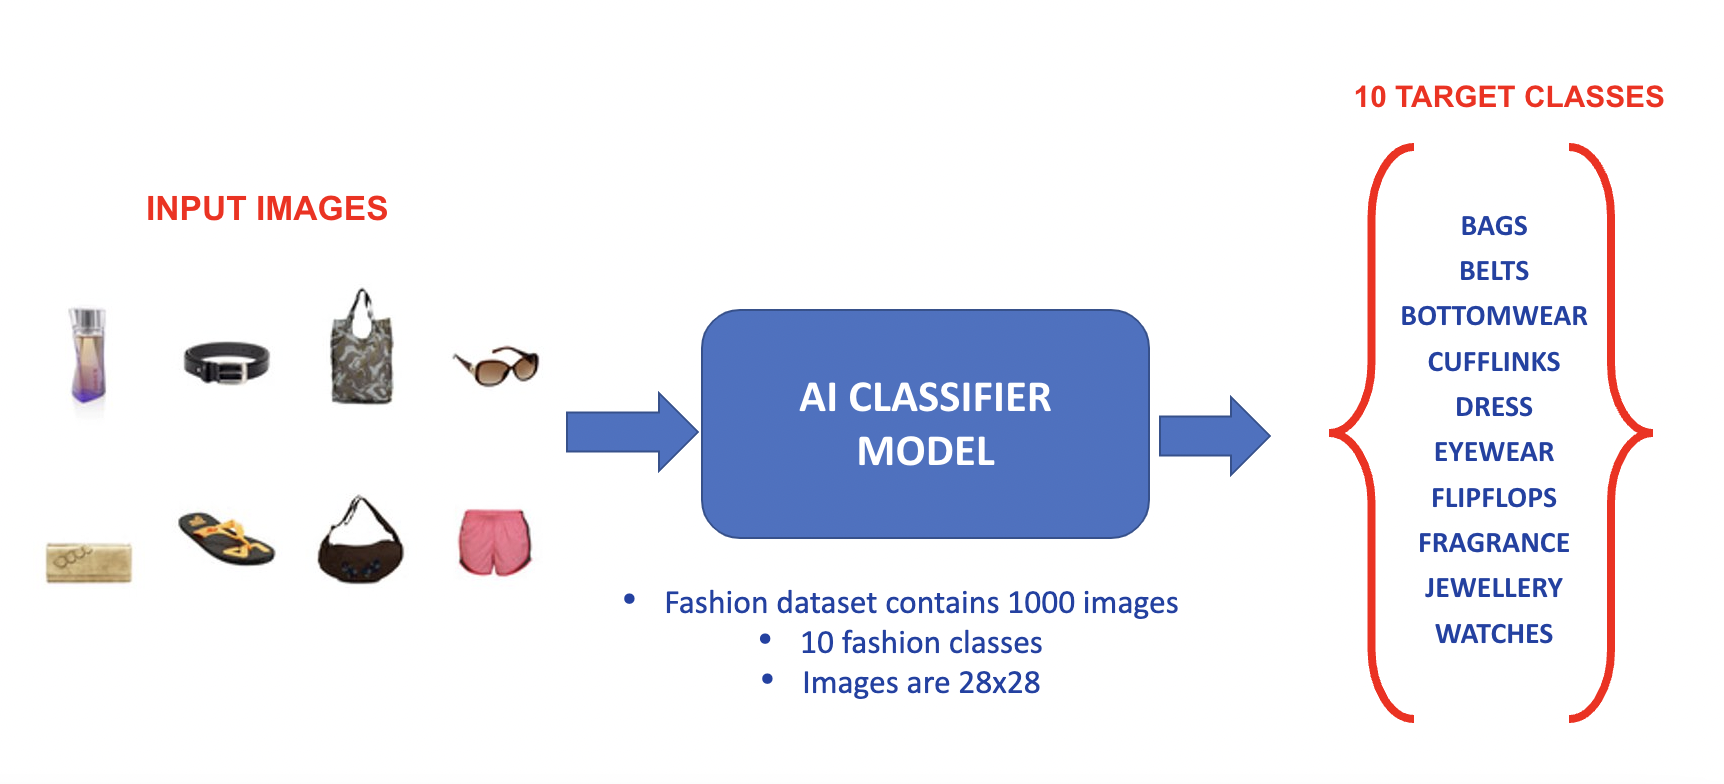 10 TARGET CLASSES
INPUT IMAGES
BAGS
BELTS
BOTTOMWEAR
CUFFLINKS
DRESS
EYEWEAR
FLIPFLOPS
FRAGRANCE
JEWELLERY
WATCHES
AI CLASSIFIER
MODEL
• Fashion dataset contains 1000 images
• 10 fashion classes
• Images are 28x28